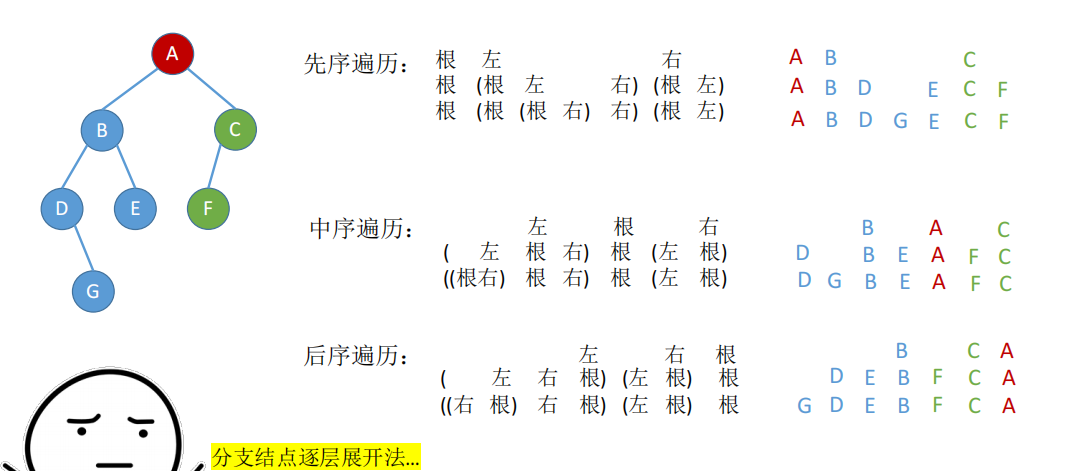 A
B C
D E F
G
先序遍历： 根 左 右 A B C
根 (根 左 右) (根 左) A B D E C F
根 (根 (根 右) 右) (根 左) A B D G E C F
中序遍历： 左 根 右 B A C
( 左 根 右) 根 (左 根) D B E A F C
((根右) 根 右) 根 (左 根) D G B E A F C
后序遍历： 左 右 根 B C A
( 左 右 根) (左 根) 根 D E B F C A
((右 根) 右 根) (左 根) 根 G D E B F C A
分支结点逐层展开法...